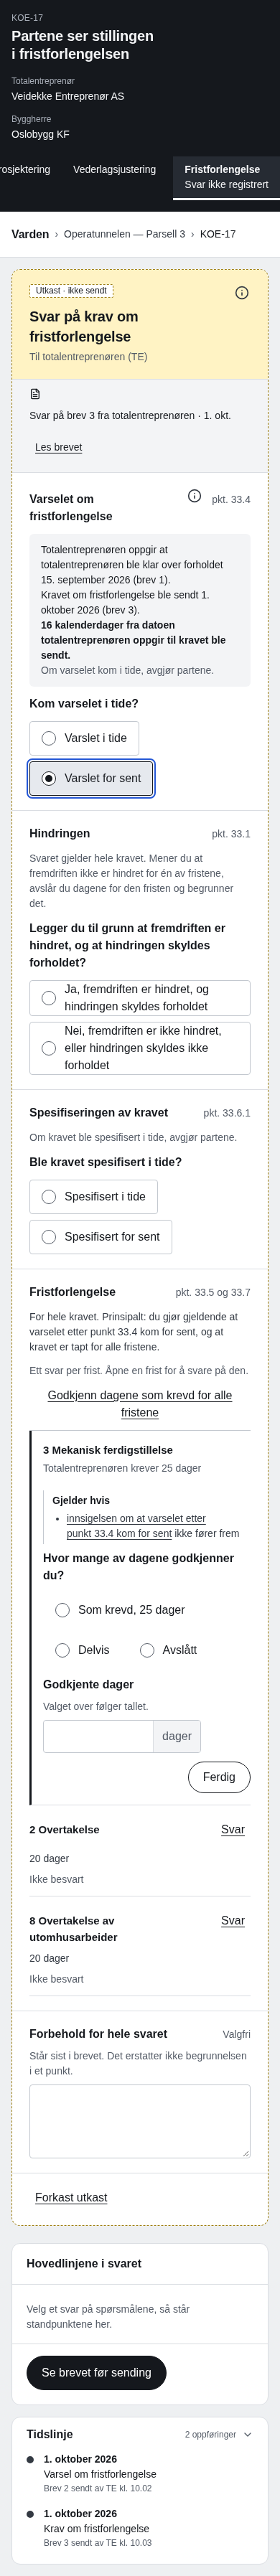 KOE-17
Partene ser stillingen
i fristforlengelsen
Totalentreprenør
Veidekke Entreprenør AS
Byggherre
Oslobygg KF
rosjektering
Vederlagsjustering
Fristforlengelse
Svar ikke registrert
Varden › Operatunnelen — Parsell 3 › KOE-17
Utkast · ikke sendt
Svar på krav om
fristforlengelse
Til totalentreprenøren (TE)
Svar på brev 3 fra totalentreprenøren · 1. okt.
Les brevet
Varselet om
fristforlengelse
pkt. 33.4
Totalentreprenøren oppgir at
totalentreprenøren ble klar over forholdet
15. september 2026 (brev 1).
Kravet om fristforlengelse ble sendt 1.
oktober 2026 (brev 3).
16 kalenderdager fra datoen
totalentreprenøren oppgir til kravet ble
sendt.
Om varselet kom i tide, avgjør partene.
Kom varselet i tide?
Varslet i tide
Varslet for sent
Hindringen
pkt. 33.1
Svaret gjelder hele kravet. Mener du at
fremdriften ikke er hindret for én av fristene,
avslår du dagene for den fristen og begrunner
det.
Legger du til grunn at fremdriften er
hindret, og at hindringen skyldes
forholdet?
Ja, fremdriften er hindret, og
hindringen skyldes forholdet
Nei, fremdriften er ikke hindret,
eller hindringen skyldes ikke
forholdet
Spesifiseringen av kravet
pkt. 33.6.1
Om kravet ble spesifisert i tide, avgjør partene.
Ble kravet spesifisert i tide?
Spesifisert i tide
Spesifisert for sent
Fristforlengelse
pkt. 33.5 og 33.7
For hele kravet. Prinsipalt: du gjør gjeldende at
varselet etter punkt 33.4 kom for sent, og at
kravet er tapt for alle fristene.
Ett svar per frist. Åpne en frist for å svare på den.
Godkjenn dagene som krevd for alle
fristene
3 Mekanisk ferdigstillelse
Totalentreprenøren krever 25 dager
Gjelder hvis
• innsigelsen om at varselet etter
punkt 33.4 kom for sent ikke fører frem
Hvor mange av dagene godkjenner
du?
Som krevd, 25 dager
Delvis
Avslått
Godkjente dager
Valget over følger tallet.
dager
Ferdig
2 Overtakelse
Svar
20 dager
Ikke besvart
8 Overtakelse av
utomhusarbeider
Svar
20 dager
Ikke besvart
Forbehold for hele svaret
Valgfri
Står sist i brevet. Det erstatter ikke begrunnelsen
i et punkt.
Forkast utkast
Hovedlinjene i svaret
Velg et svar på spørsmålene, så står
standpunktene her.
Se brevet før sending
Tidslinje
2 oppføringer
1. oktober 2026
Varsel om fristforlengelse
Brev 2 sendt av TE kl. 10.02
1. oktober 2026
Krav om fristforlengelse
Brev 3 sendt av TE kl. 10.03